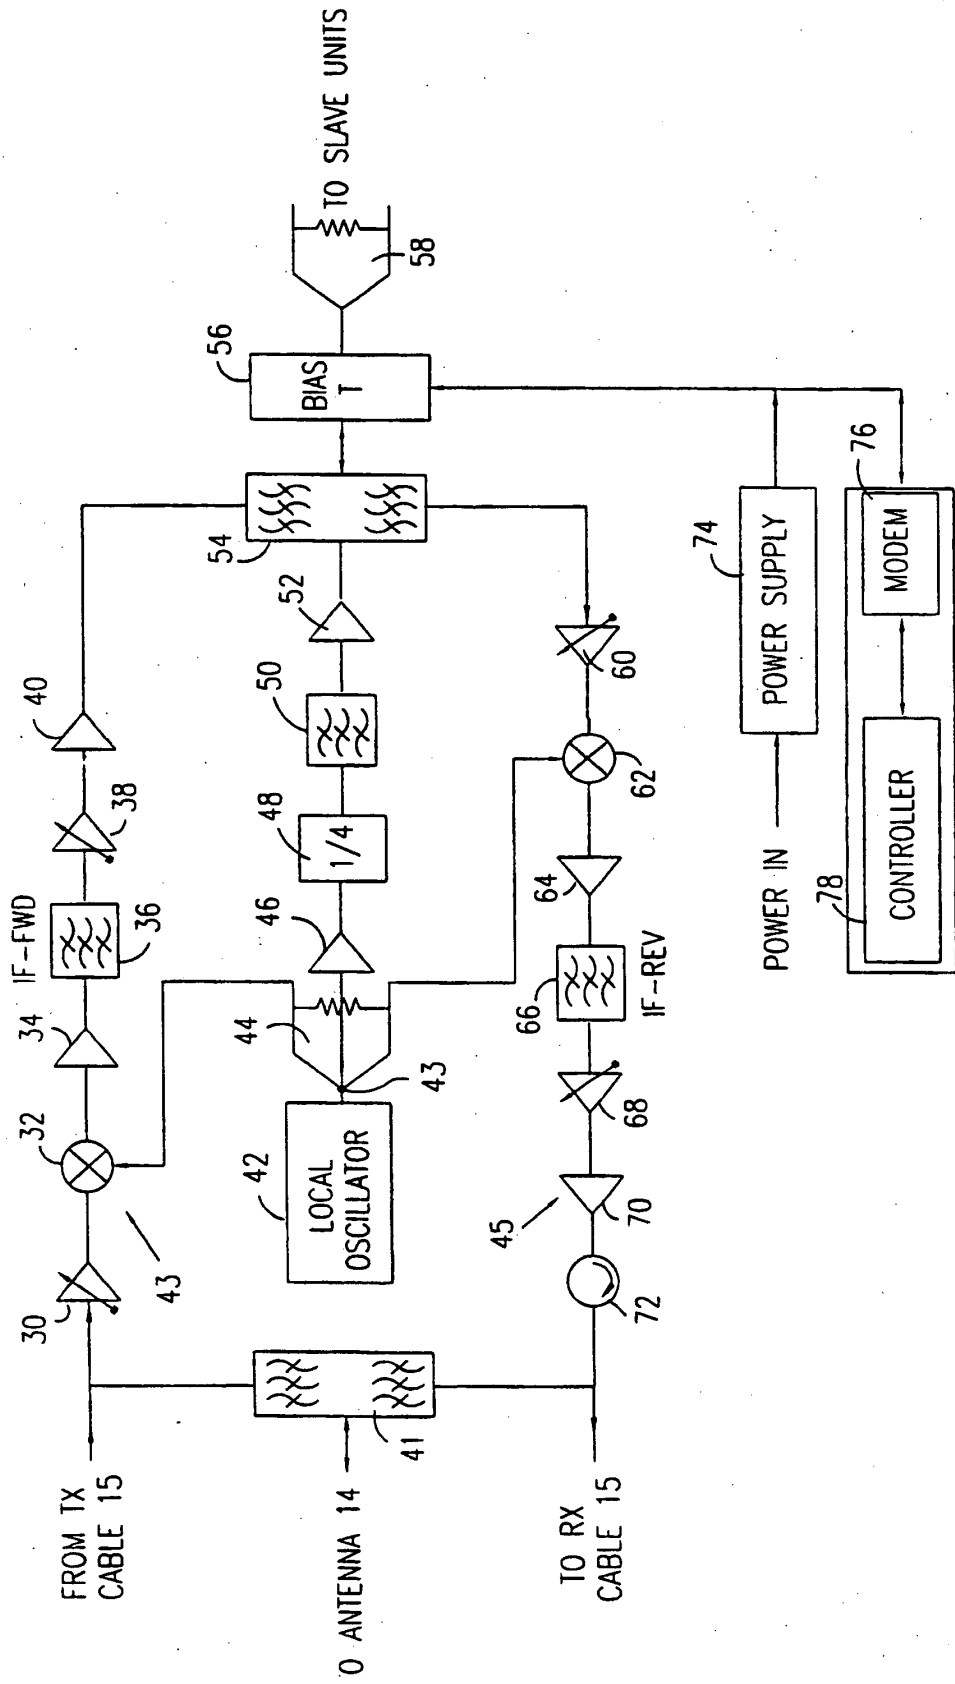 FROM TX
CABLE 15
O ANTENNA 14
TO RX
CABLE 15
30
43
32
34
IF-FWD
36
38
40
41
42
LOCAL
OSCILLATOR
43
44
46
48
1/4
50
52
54
56
BIAS
T
58
TO SLAVE UNITS
60
62
64
66
IF-REV
68
45
70
72
POWER IN
74
POWER SUPPLY
76
MODEM
78
CONTROLLER